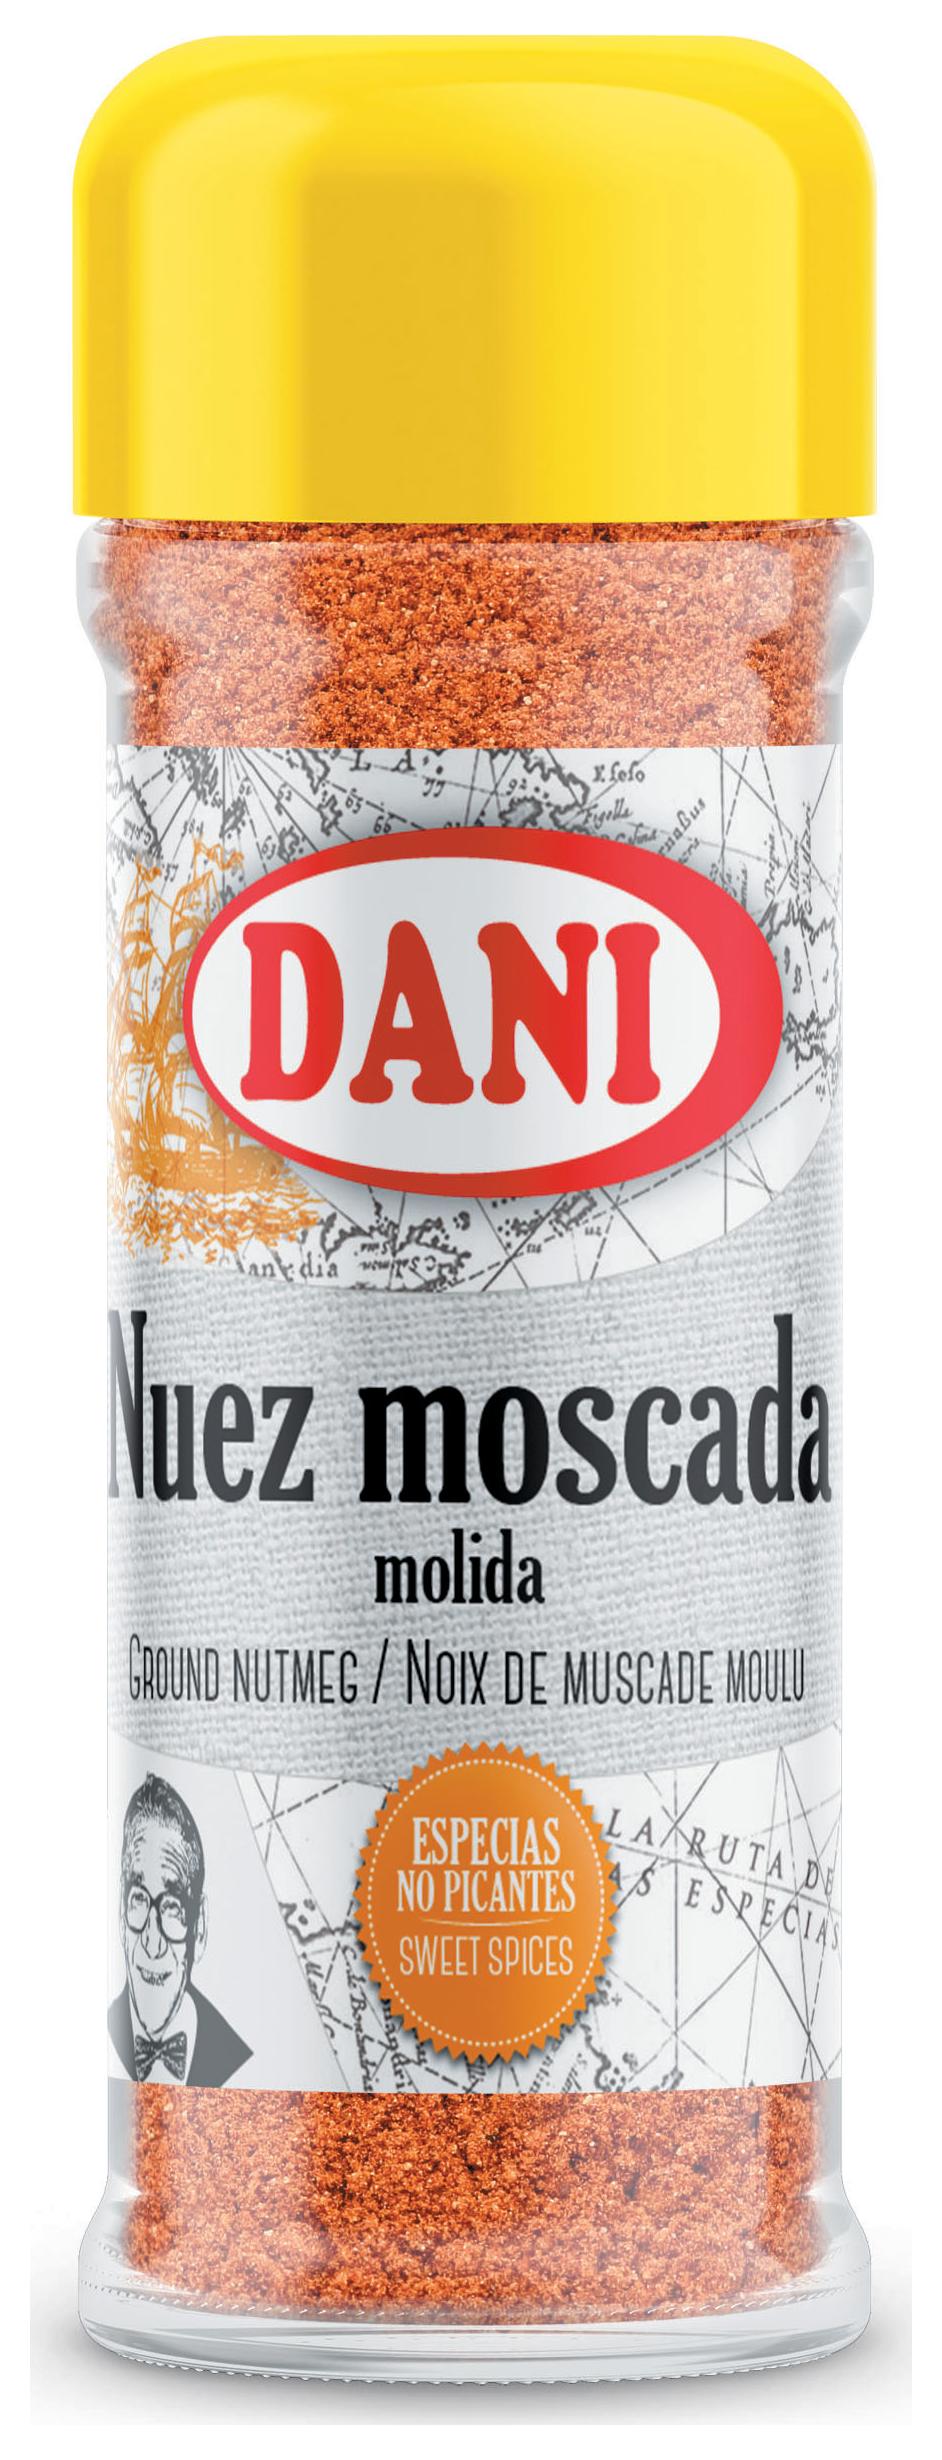 DANI
Nuez moscada
molida
GROUND NUTMEG / NOIX DE MUSCADE MOULU
ESPECIAS
NO PICANTES
SWEET SPICES
LA RUTA DE
AS ESPECIAS